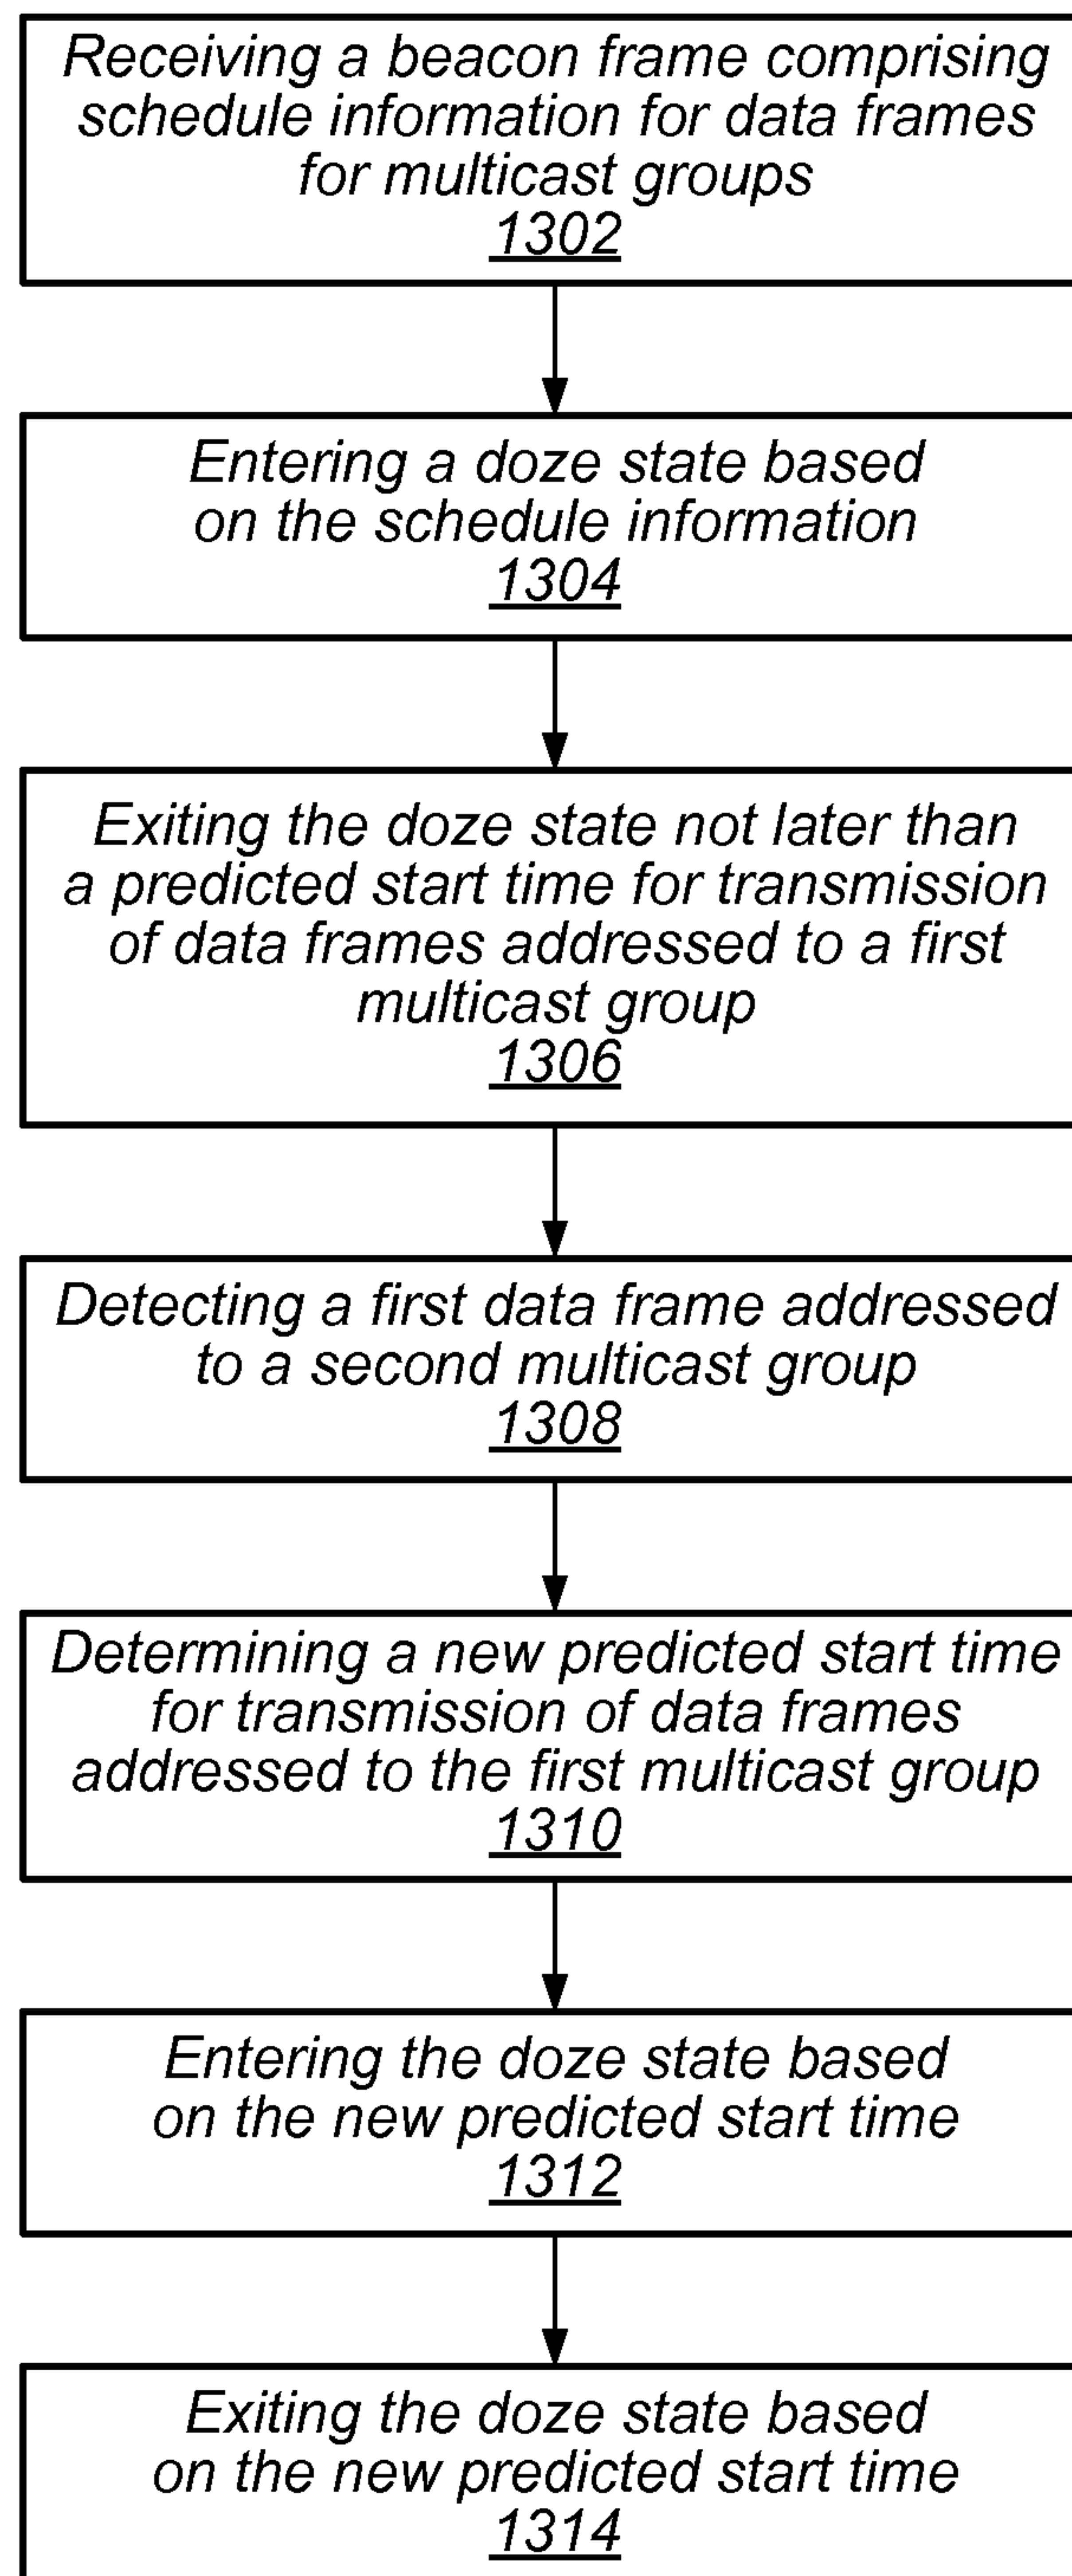 Receiving a beacon frame comprising
schedule information for data frames
for multicast groups
1302
Entering a doze state based
on the schedule information
1304
Exiting the doze state not later than
a predicted start time for transmission
of data frames addressed to a first
multicast group
1306
Detecting a first data frame addressed
to a second multicast group
1308
Determining a new predicted start time
for transmission of data frames
addressed to the first multicast group
1310
Entering the doze state based
on the new predicted start time
1312
Exiting the doze state based
on the new predicted start time
1314